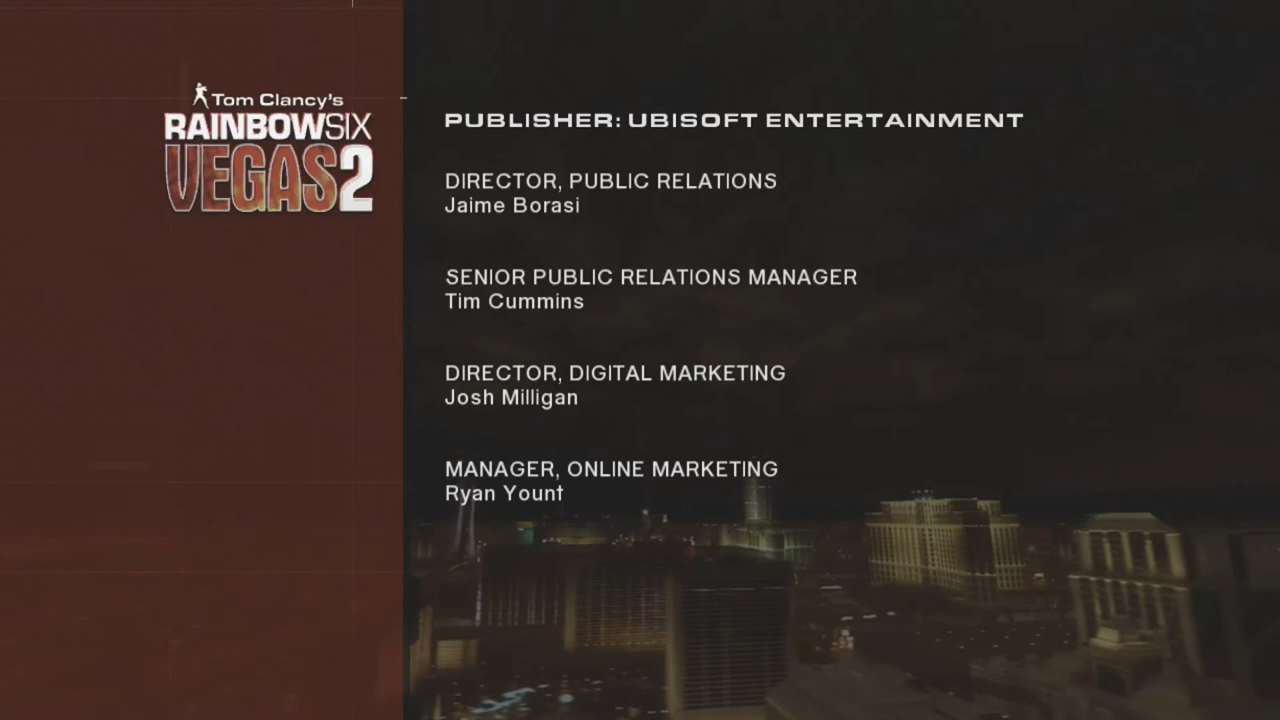 Tom Clancy's
RAINBOWSIX
VEGAS2
PUBLISHER: UBISOFT ENTERTAINMENT
DIRECTOR, PUBLIC RELATIONS
Jaime Borasi
SENIOR PUBLIC RELATIONS MANAGER
Tim Cummins
DIRECTOR, DIGITAL MARKETING
Josh Milligan
MANAGER, ONLINE MARKETING
Ryan Yount